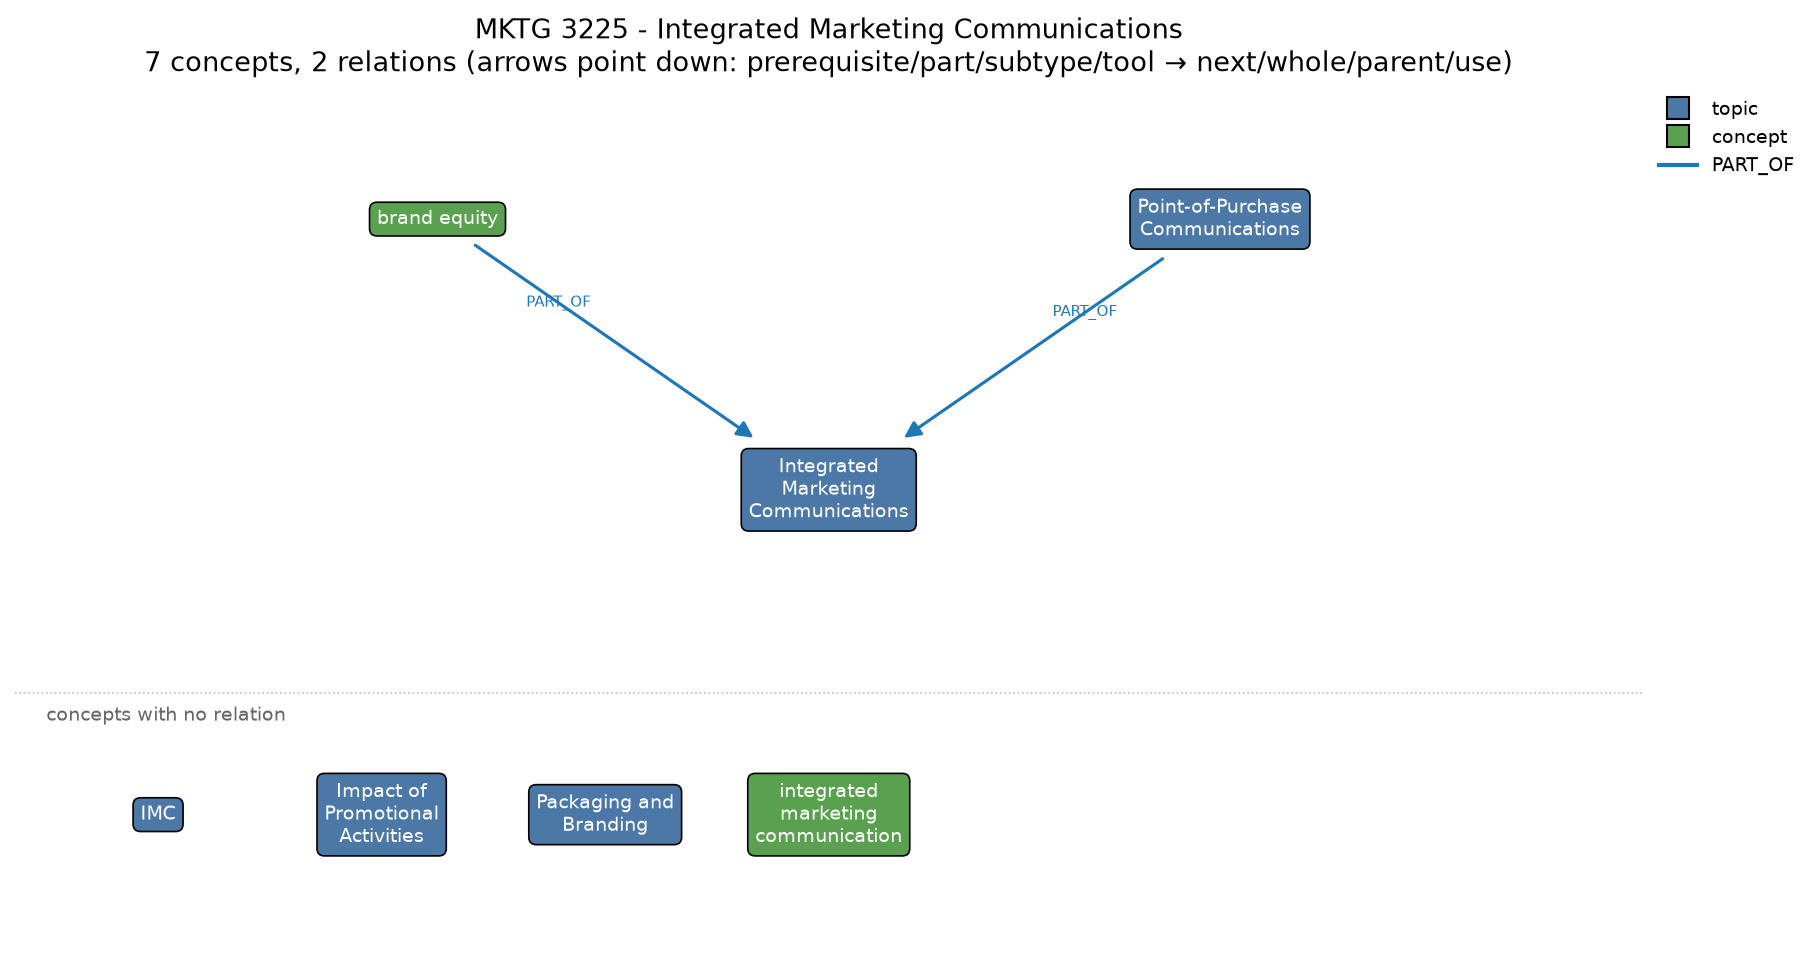 MKTG 3225 - Integrated Marketing Communications
7 concepts, 2 relations (arrows point down: prerequisite/part/subtype/tool → next/whole/parent/use)
topic
concept
PART_OF
brand equity
Point-of-Purchase
Communications
PART_OF
PART_OF
Integrated
Marketing
Communications
concepts with no relation
IMC
Impact of
Promotional
Activities
Packaging and
Branding
integrated
marketing
communication